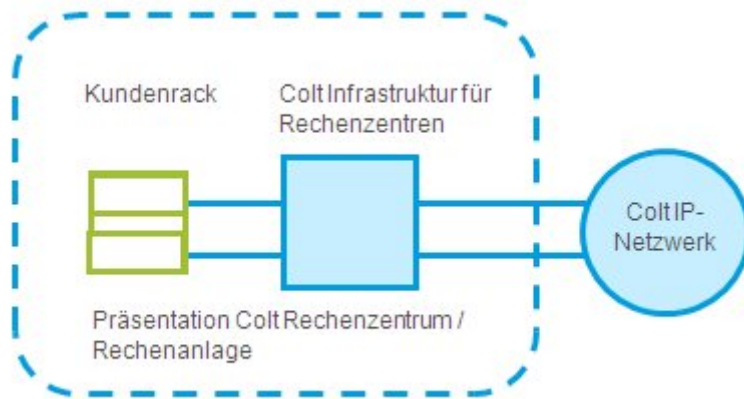 Kundenrack
Colt Infrastruktur für
Rechenzentren
Colt IP-
Netzwerk
Präsentation Colt Rechenzentrum /
Rechenanlage